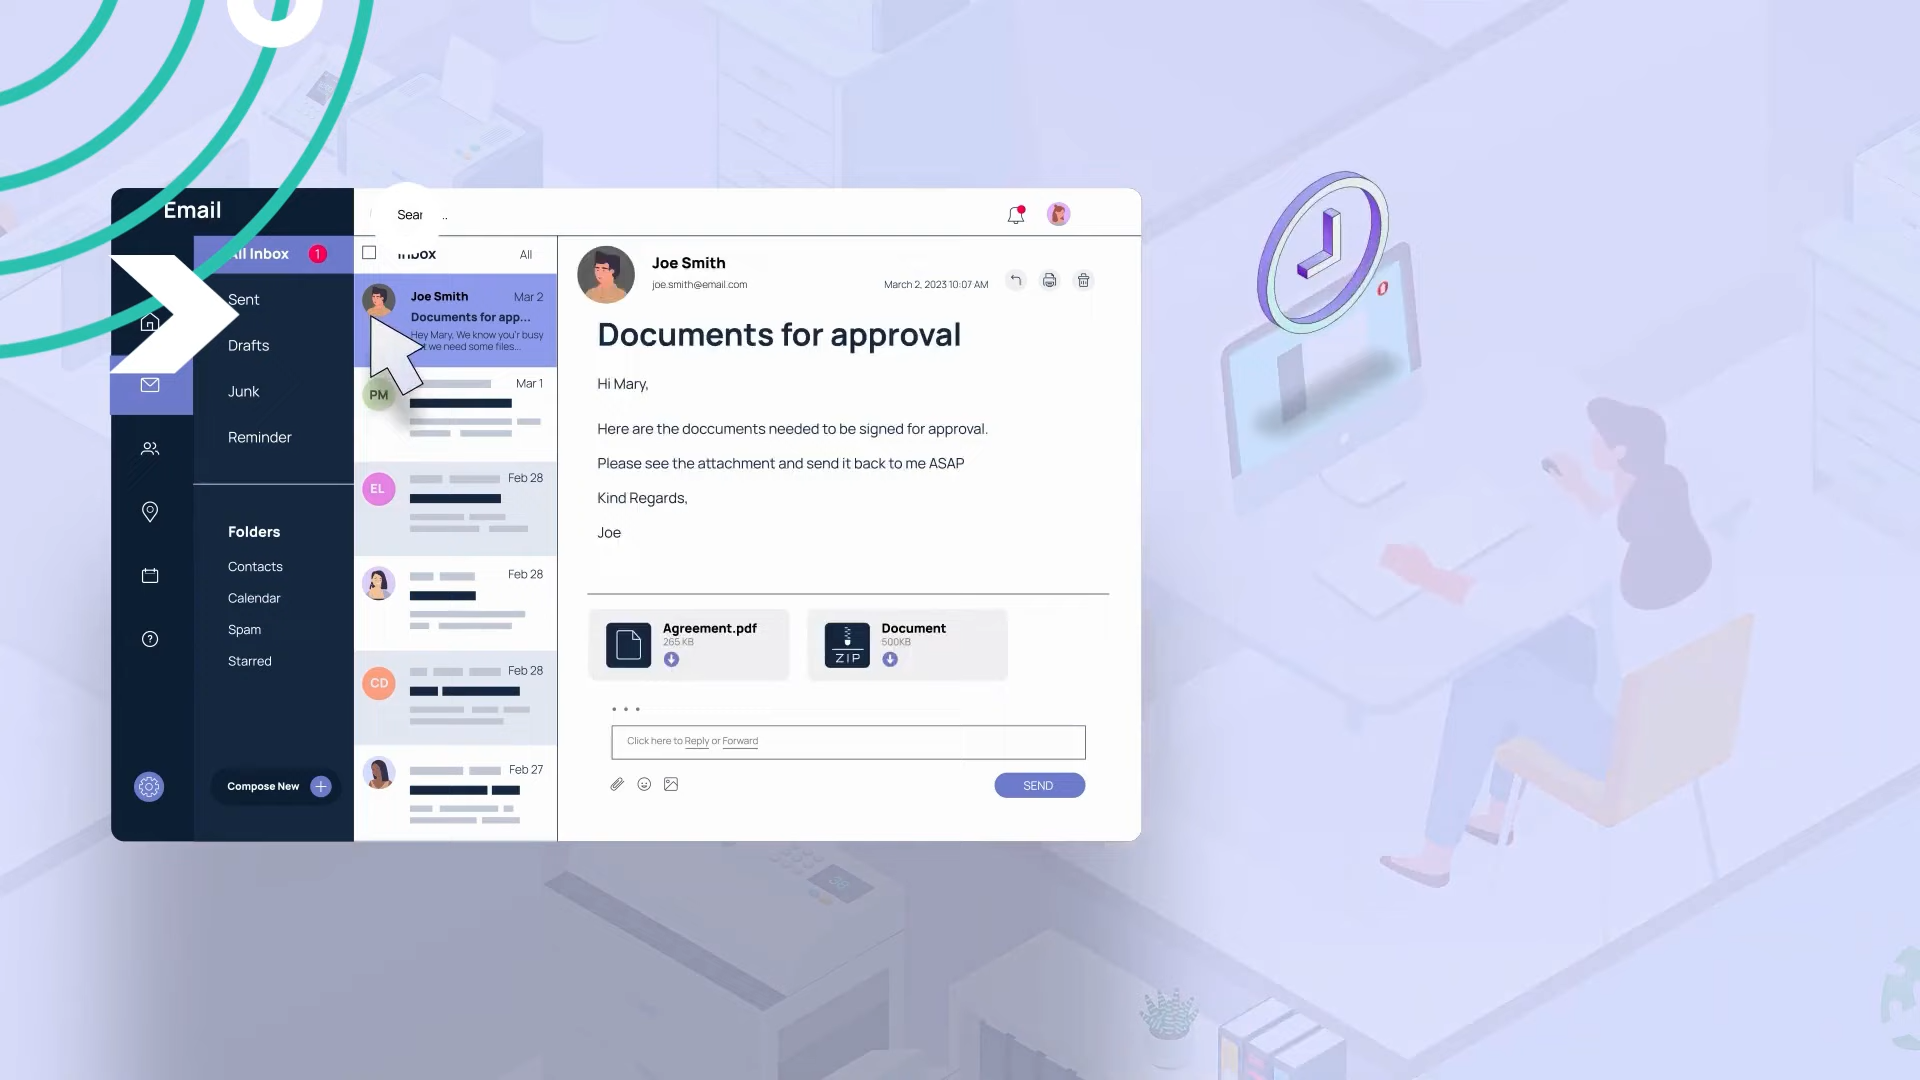 Email
All Inbox 1
Sent
Drafts
Junk
Reminder
Folders
Contacts
Calendar
Spam
Starred
Compose New
Inbox
All
Joe Smith
Mar 2
Documents for app...
Hey Mary, We know you'r busy
we need some files...
PM
Mar 1
EL
Feb 28
Feb 28
CD
Feb 28
Feb 27
Joe Smith
joe.smith@email.com
March 2, 2023 10:07 AM
Documents for approval
Hi Mary,
Here are the doccuments needed to be signed for approval.
Please see the attachment and send it back to me ASAP
Kind Regards,
Joe
Agreement.pdf
265 KB
ZIP
Document
500KB
Click here to Reply or Forward
SEND